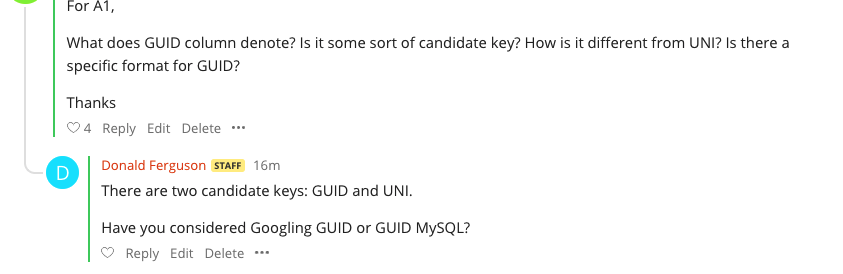 For A1,
What does GUID column denote? Is it some sort of candidate key? How is it different from UNI? Is there a
specific format for GUID?
Thanks
4 Reply Edit Delete •••
D Donald Ferguson STAFF 16m
There are two candidate keys: GUID and UNI.
Have you considered Googling GUID or GUID MySQL?
Reply Edit Delete •••